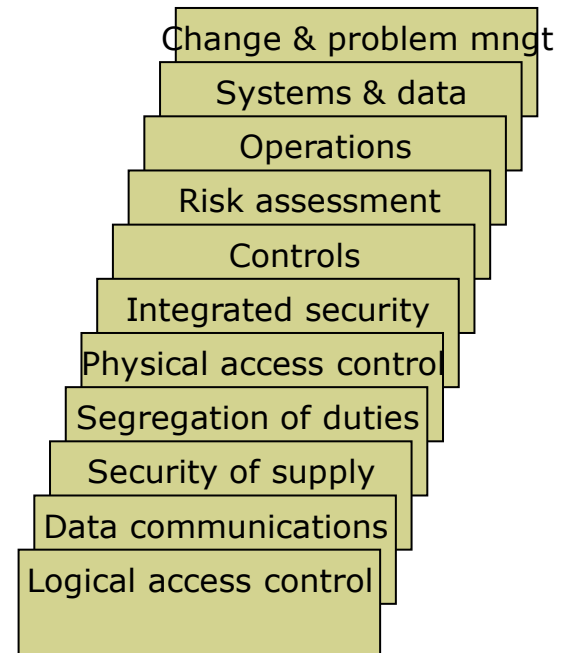 Change & problem mngt
Systems & data
Operations
Risk assessment
Controls
Integrated security
Physical access control
Segregation of duties
Security of supply
Data communications
Logical access control